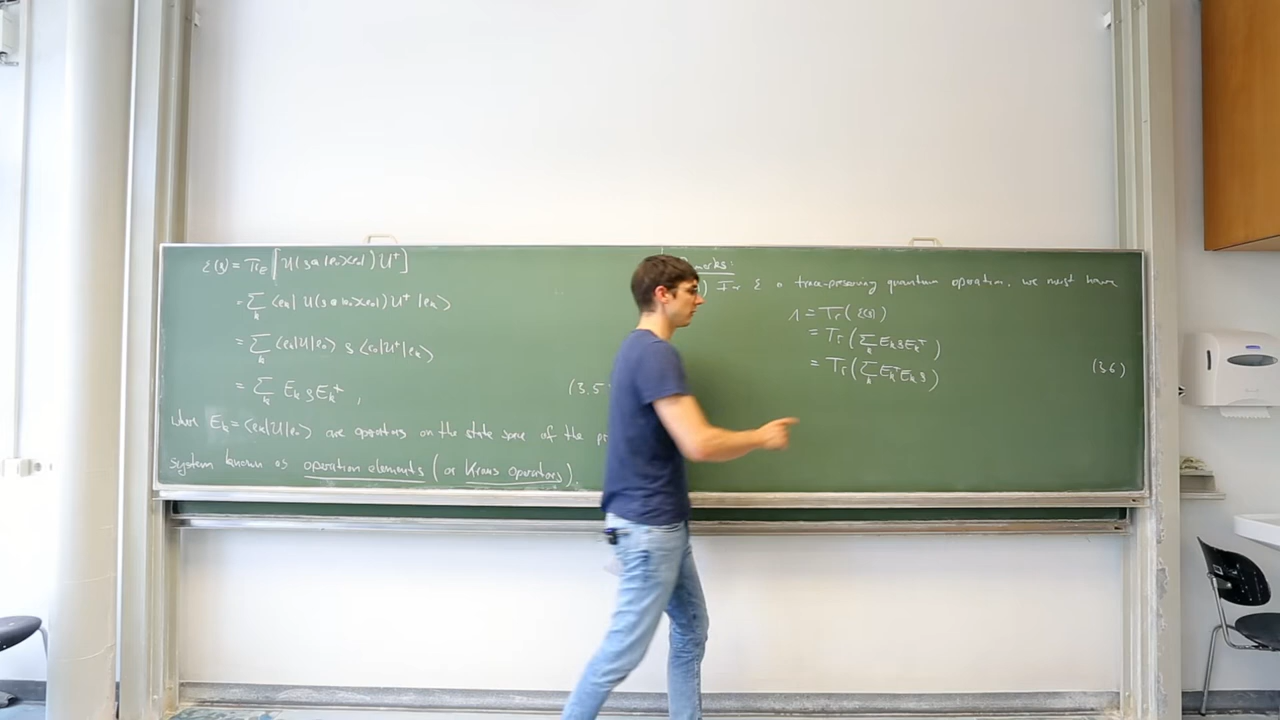 ε(ρ) = Tr_E [U(ρ⊗|e₀><e₀|)U†]
= Σ_k <e_k| U(ρ⊗|e₀><e₀|)U† |e_k>
= Σ_k <e_k|U|e₀> ρ <e₀|U†|e_k>
= Σ_k E_k ρ E_k† , (3.5
where E_k = <e_k|U|e₀> are operators on the state space of the
system known as operation elements (or Kraus operators).
For ε a trace-preserving quantum operation, we must have
1 = Tr(ε(ρ))
= Tr(Σ_k E_k ρ E_k†)
= Tr(Σ_k E_k† E_k ρ) (3.6)